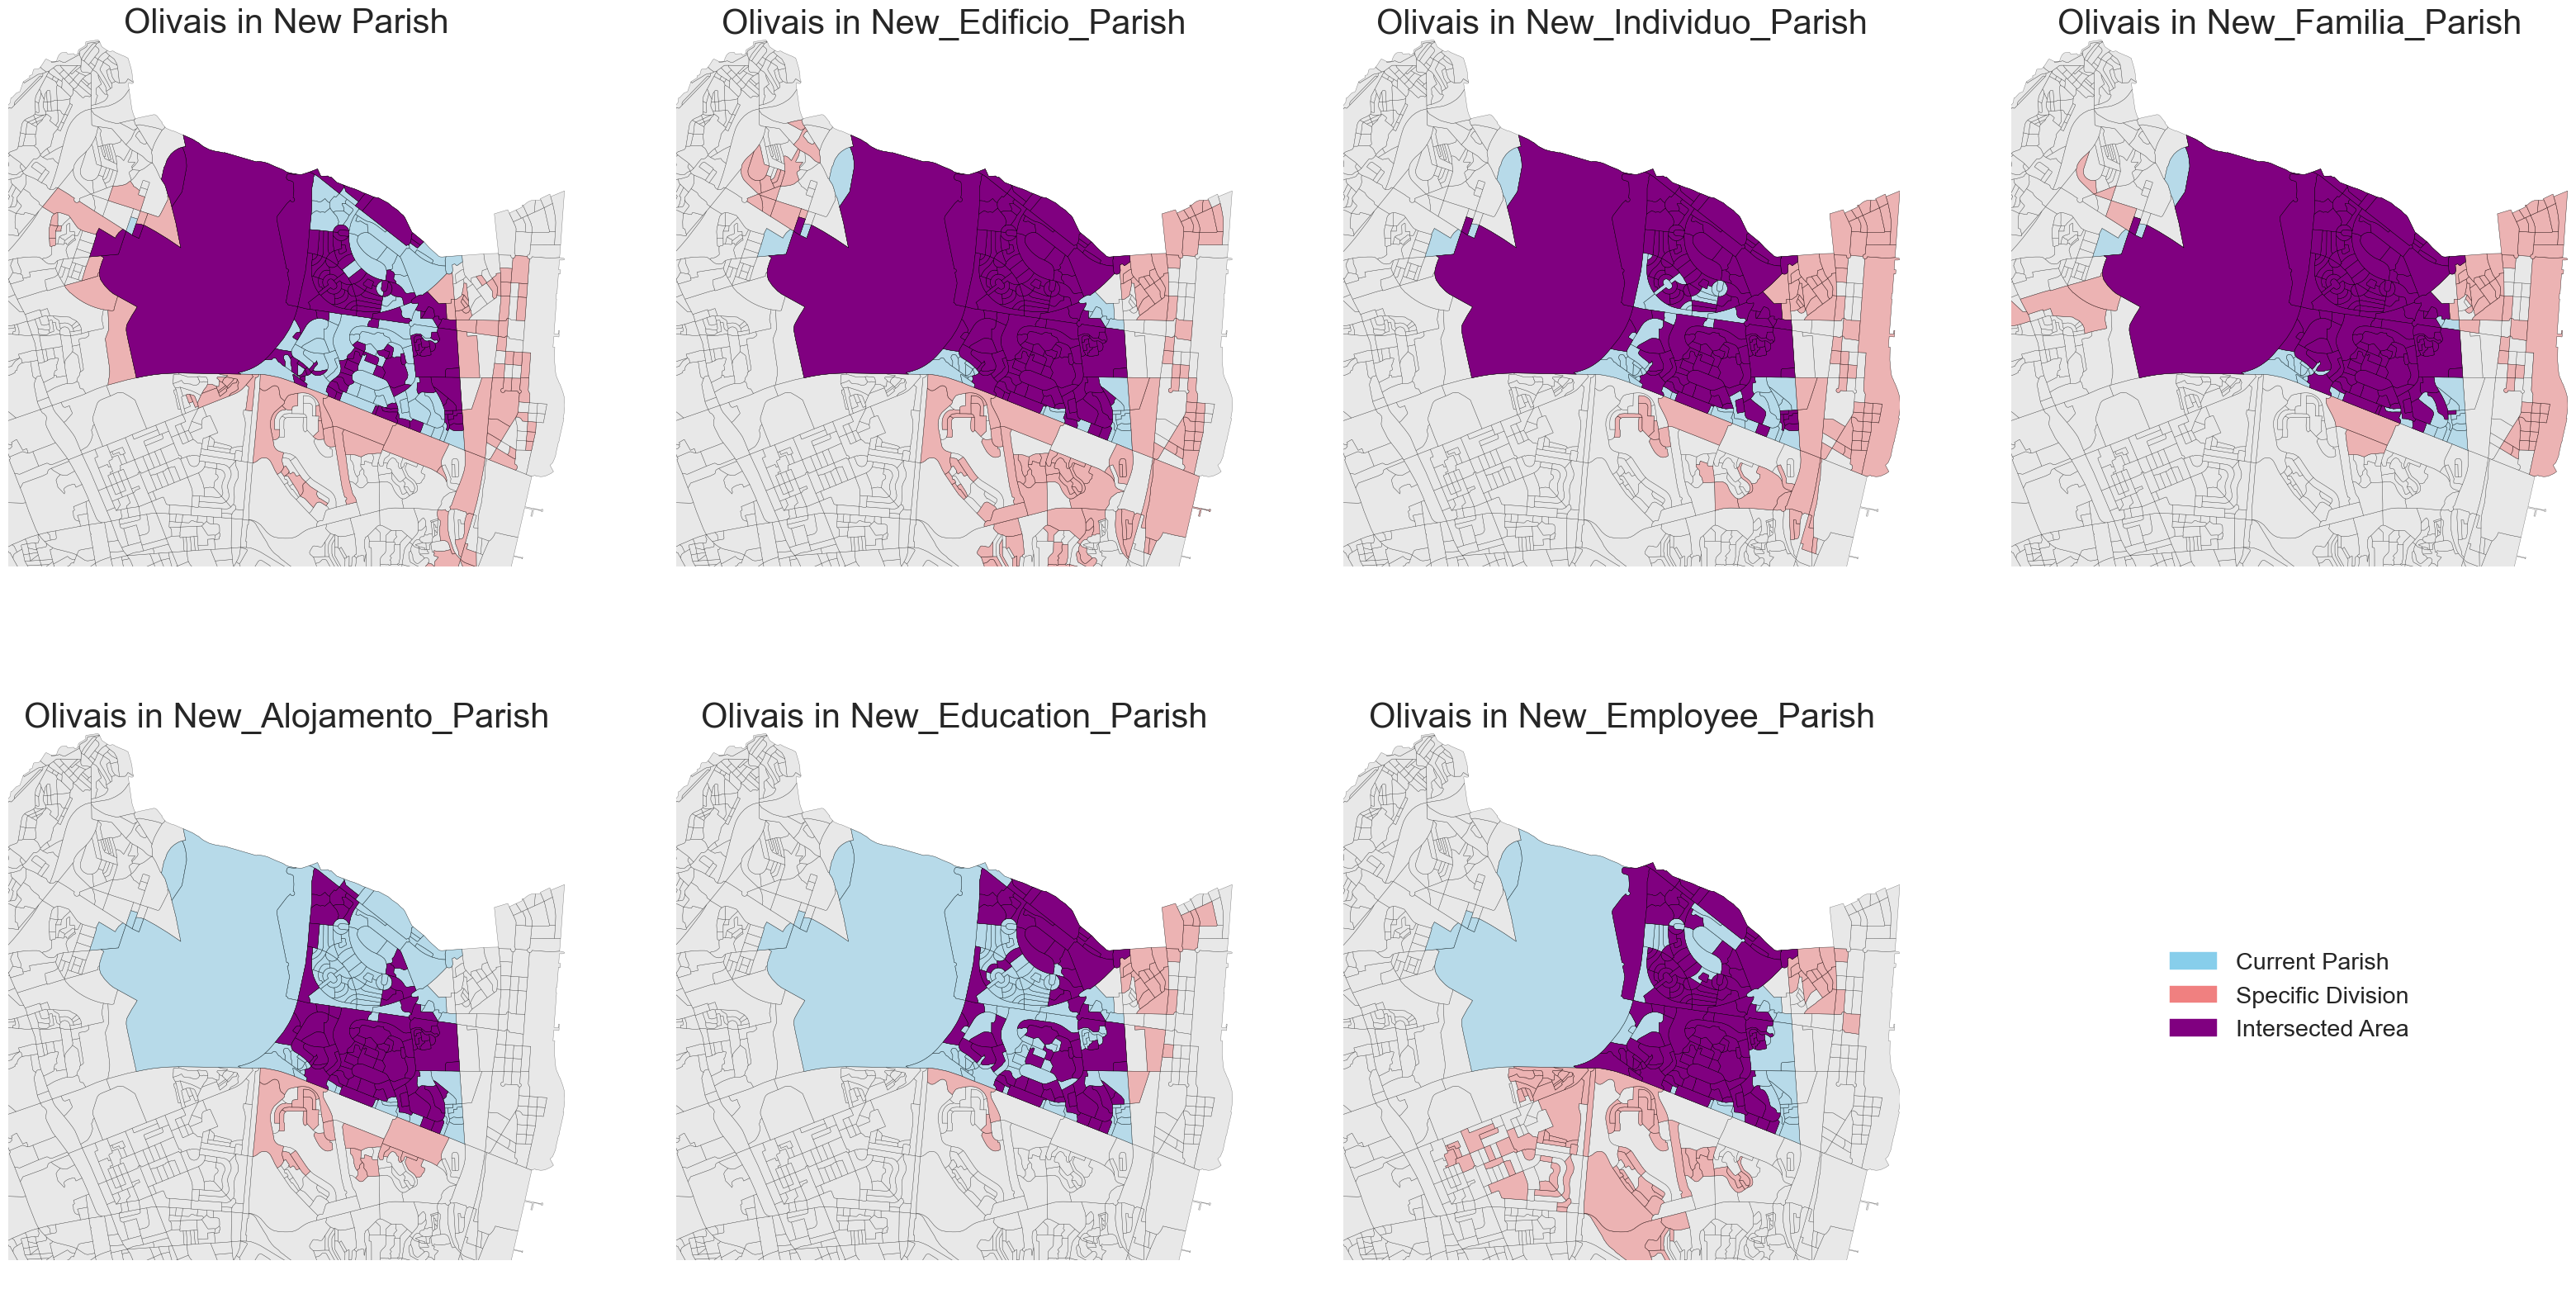 Olivais in New Parish
Olivais in New_Edificio_Parish
Olivais in New_Individuo_Parish
Olivais in New_Familia_Parish
Olivais in New_Alojamento_Parish
Olivais in New_Education_Parish
Olivais in New_Employee_Parish
Current Parish
Specific Division
Intersected Area